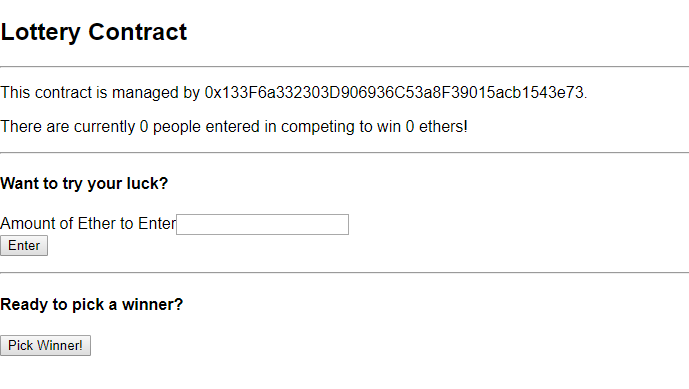 Lottery Contract
This contract is managed by 0x133F6a332303D906936C53a8F39015acb1543e73.
There are currently 0 people entered in competing to win 0 ethers!
Want to try your luck?
Amount of Ether to Enter
Enter
Ready to pick a winner?
Pick Winner!